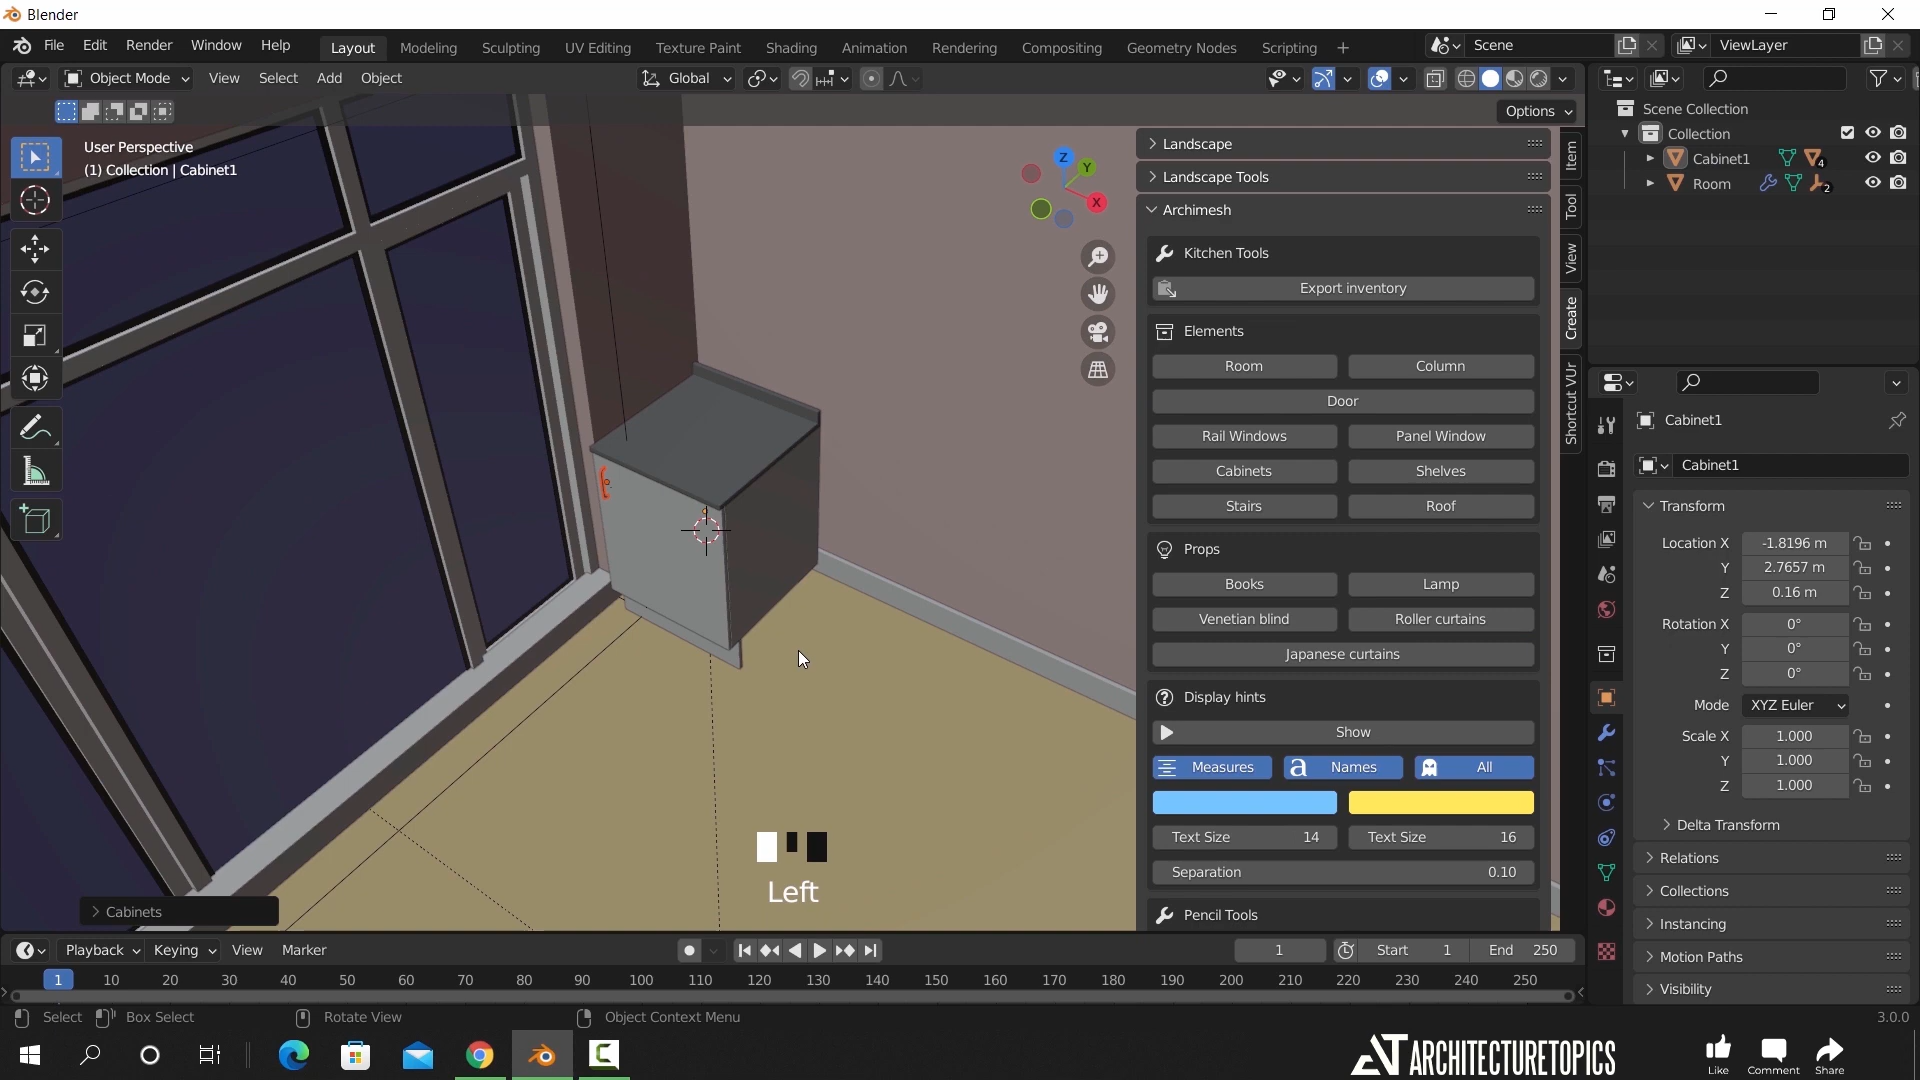 Blender
File Edit Render Window Help Layout Modeling Sculpting UV Editing Texture Paint Shading Animation Rendering Compositing Geometry Nodes Scripting Scene ViewLayer
Object Mode View Select Add Object Global
Options
User Perspective
(1) Collection | Cabinet1
Z
Y
X
Landscape
Landscape Tools
Archimesh
Kitchen Tools
Export inventory
Elements
Room Column
Door
Rail Windows Panel Window
Cabinets Shelves
Stairs Roof
Props
Books Lamp
Venetian blind Roller curtains
Japanese curtains
Display hints
Show
Measures a Names All
Text Size 14 Text Size 16
Separation 0.10
Pencil Tools
Item
Tool
View
Create
Shortcut VUr
Scene Collection
Collection
Cabinet1 4
Room 2
Cabinet1
Cabinet1
Transform
Location X -1.8196 m
Y 2.7657 m
Z 0.16 m
Rotation X 0°
Y 0°
Z 0°
Mode XYZ Euler
Scale X 1.000
Y 1.000
Z 1.000
Delta Transform
Relations
Collections
Instancing
Motion Paths
Visibility
Left
Cabinets
Playback Keying View Marker 1 Start 1 End 250
1 10 20 30 40 50 60 70 80 90 100 110 120 130 140 150 160 170 180 190 200 210 220 230 240 250
Select Box Select Rotate View Object Context Menu 3.0.0
AT ARCHITECTURETOPICS
Like Comment Share